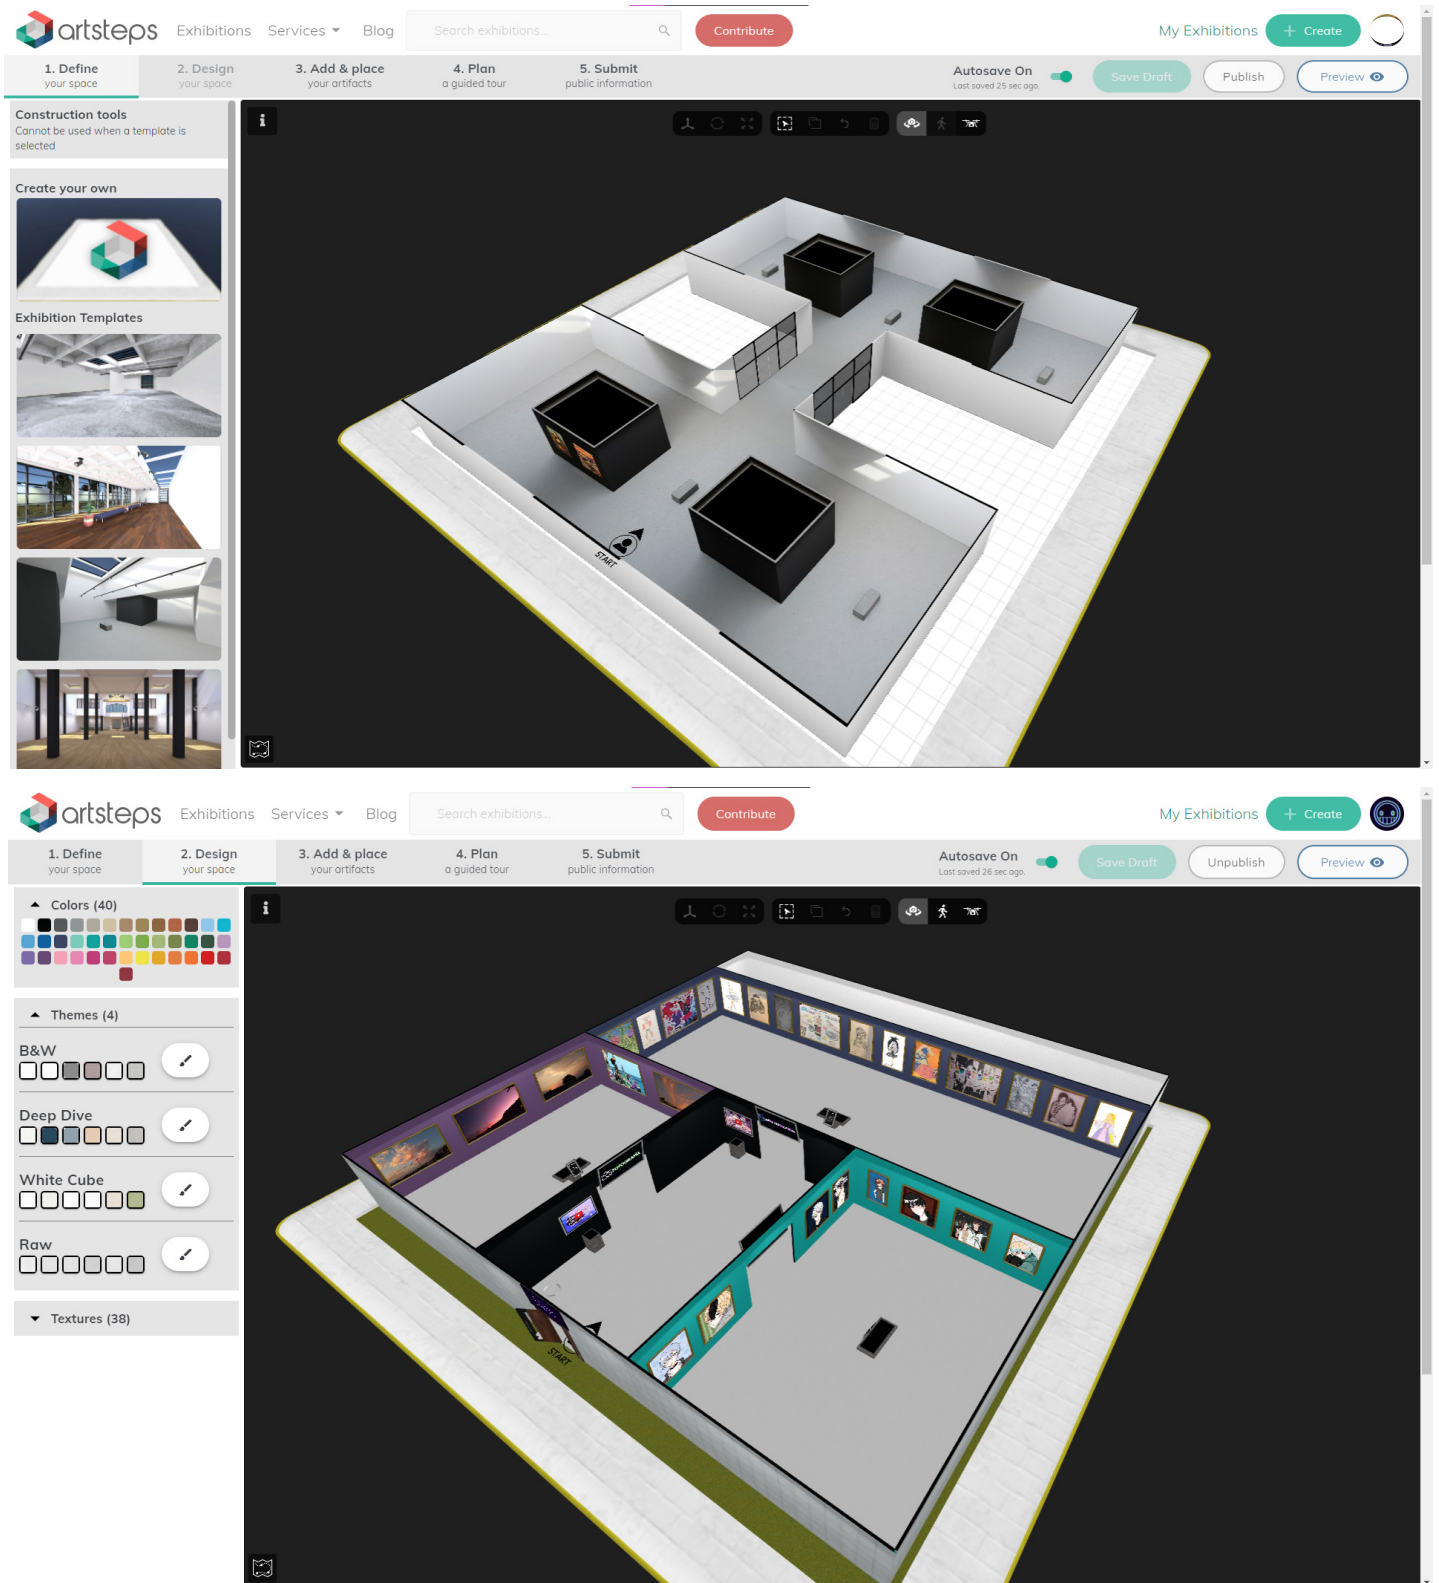 artsteps
Exhibitions
Services
Blog
Search exhibitions...
Contribute
My Exhibitions
+ Create
1. Define
your space
2. Design
your space
3. Add & place
your artifacts
4. Plan
a guided tour
5. Submit
public information
Autosave On
Last saved 25 sec ago.
Save Draft
Publish
Preview
Construction tools
Cannot be used when a template is
selected
Create your own
Exhibition Templates
i
START
artsteps
Exhibitions
Services
Blog
Search exhibitions...
Contribute
My Exhibitions
+ Create
1. Define
your space
2. Design
your space
3. Add & place
your artifacts
4. Plan
a guided tour
5. Submit
public information
Autosave On
Last saved 26 sec ago.
Save Draft
Unpublish
Preview
Colors (40)
Themes (4)
B&W
Deep Dive
White Cube
Raw
Textures (38)
i
START